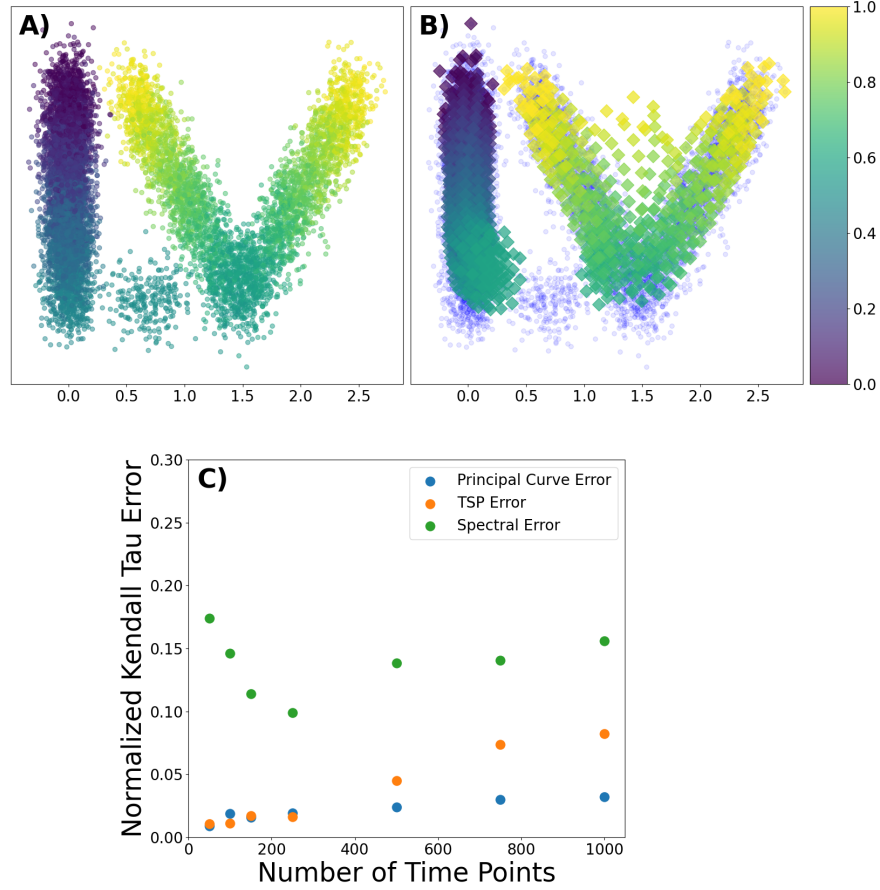 A)
B)
1.0
0.8
0.6
0.4
0.2
0.0
0.0 0.5 1.0 1.5 2.0 2.5
0.0 0.5 1.0 1.5 2.0 2.5
C)
Principal Curve Error
TSP Error
Spectral Error
Normalized Kendall Tau Error
0.30
0.25
0.20
0.15
0.10
0.05
0.00
0 200 400 600 800 1000
Number of Time Points